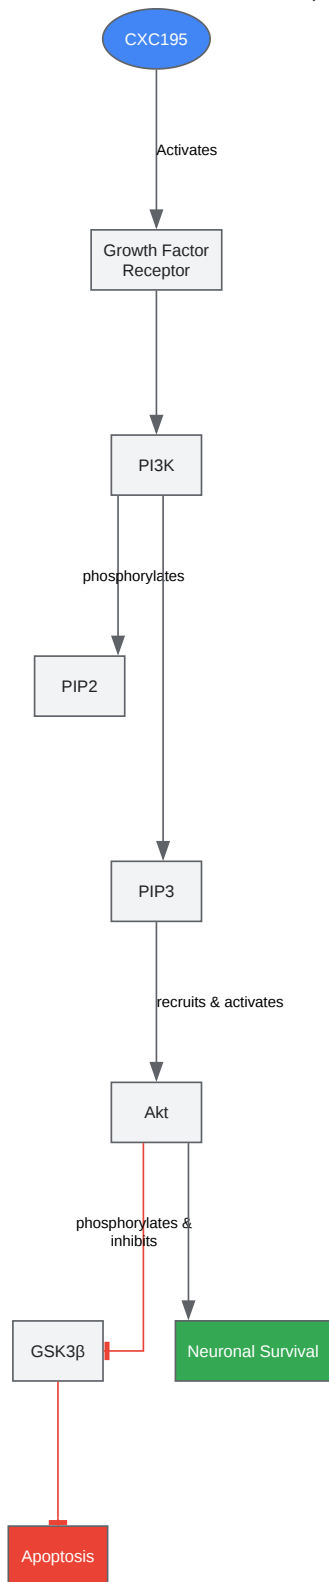 CXC195
Activates
Growth Factor
Receptor
PI3K
phosphorylates
PIP2
PIP3
recruits & activates
Akt
phosphorylates &
inhibits
GSK3β
Neuronal Survival
Apoptosis